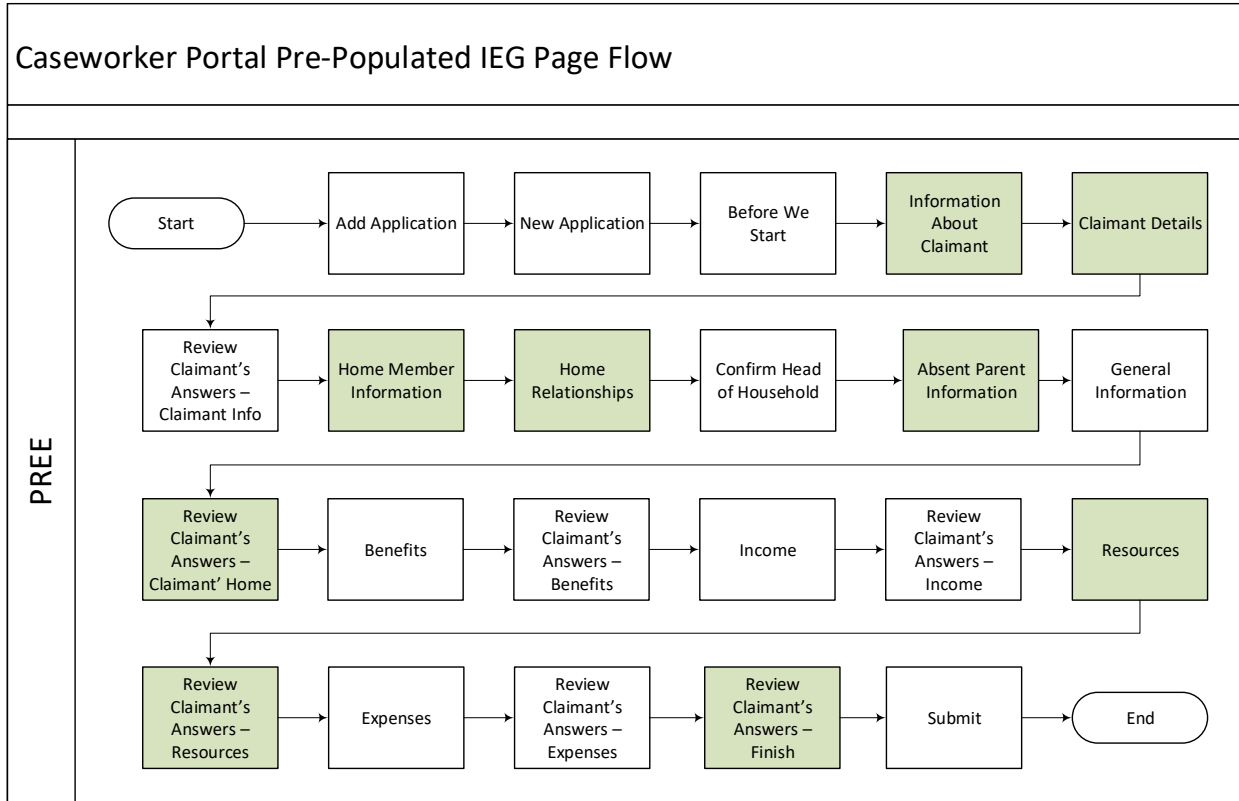 Caseworker Portal Pre-Populated IEG Page Flow
PREE
Start
Add Application
New Application
Before We
Start
Information
About
Claimant
Claimant Details
Review
Claimant's
Answers –
Claimant Info
Home Member
Information
Home
Relationships
Confirm Head
of Household
Absent Parent
Information
General
Information
Review
Claimant's
Answers –
Claimant' Home
Benefits
Review
Claimant's
Answers –
Benefits
Income
Review
Claimant's
Answers –
Income
Resources
Review
Claimant's
Answers –
Resources
Expenses
Review
Claimant's
Answers –
Expenses
Review
Claimant's
Answers –
Finish
Submit
End